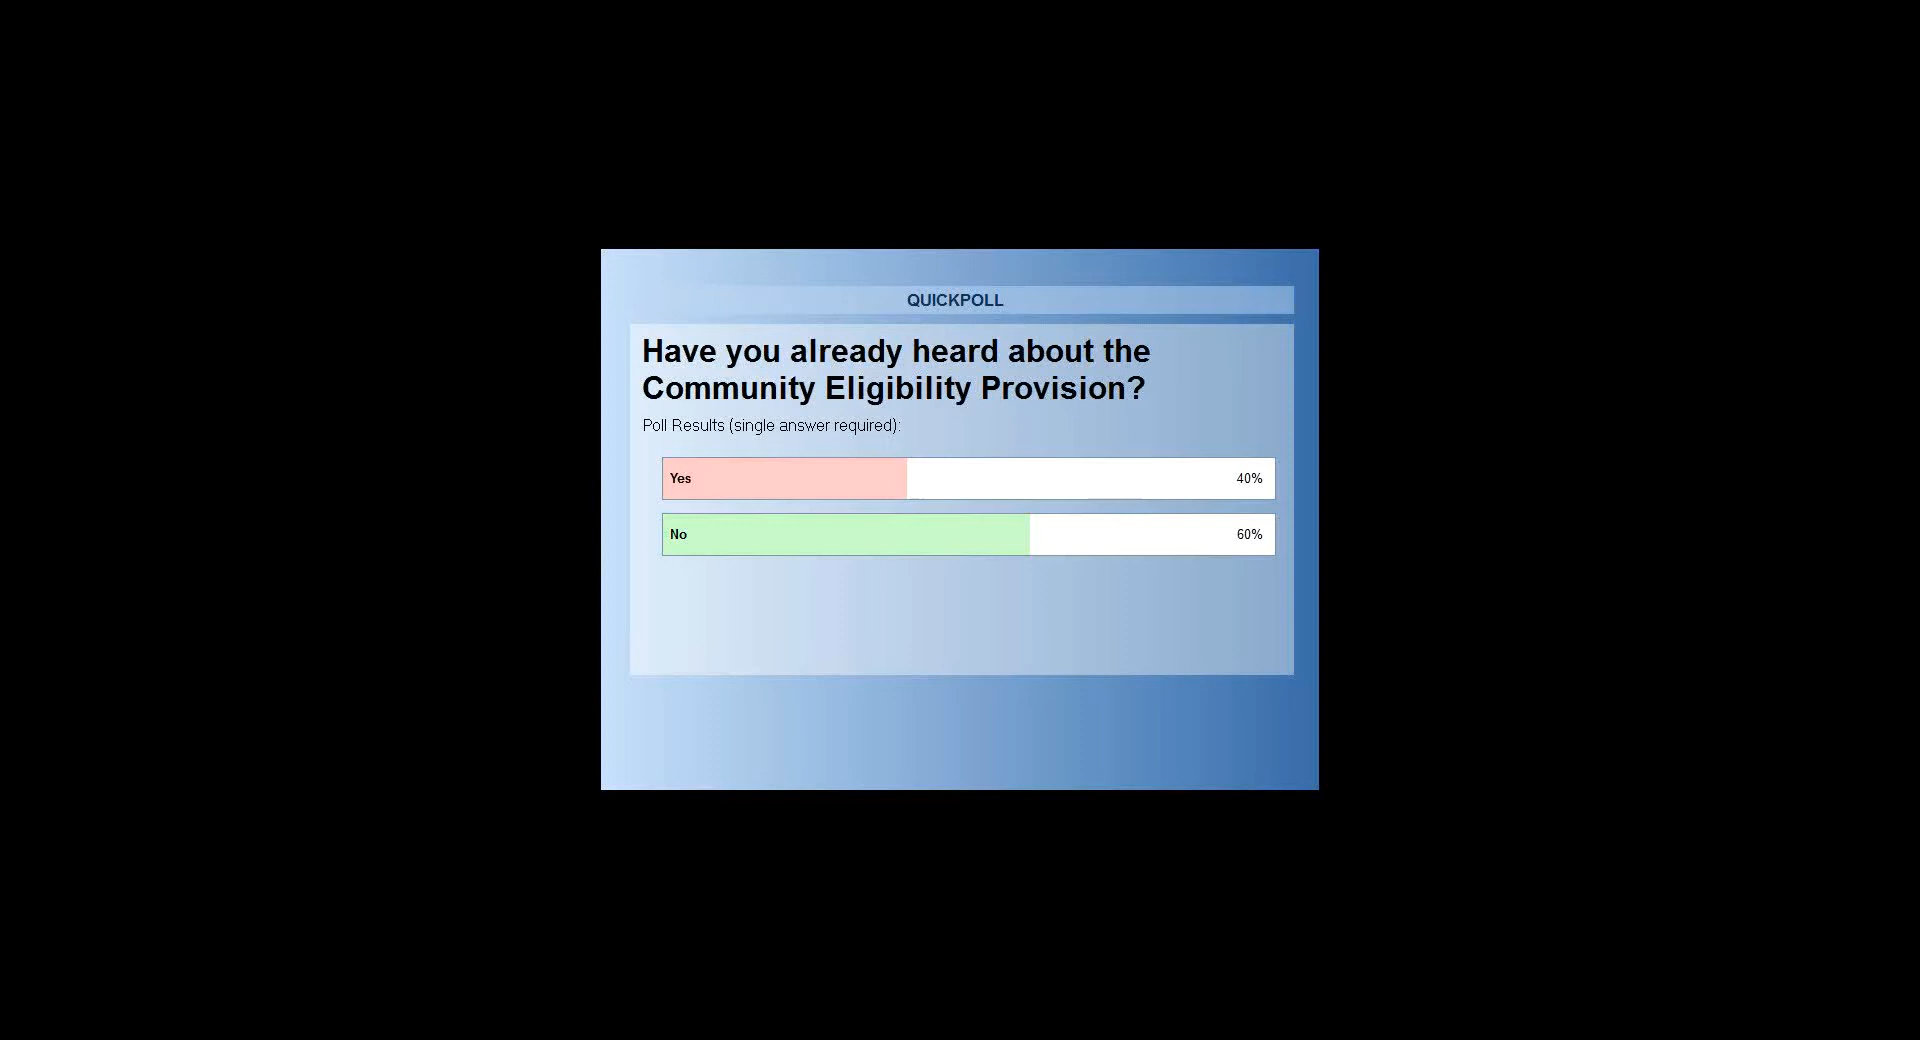 QUICKPOLL
Have you already heard about the
Community Eligibility Provision?
Poll Results (single answer required):
Yes 40%
No 60%